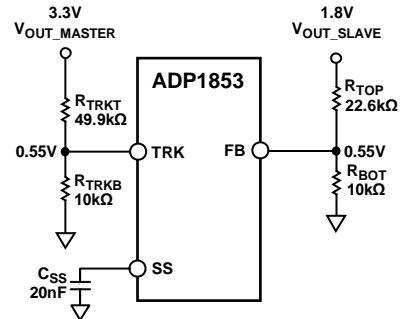 3.3V
VOUT_MASTER
1.8V
VOUT_SLAVE
ADP1853
RTRKT
49.9kΩ
RTOP
22.6kΩ
0.55V
TRK
FB
0.55V
RTRKB
10kΩ
RBOT
10kΩ
SS
CSS
20nF